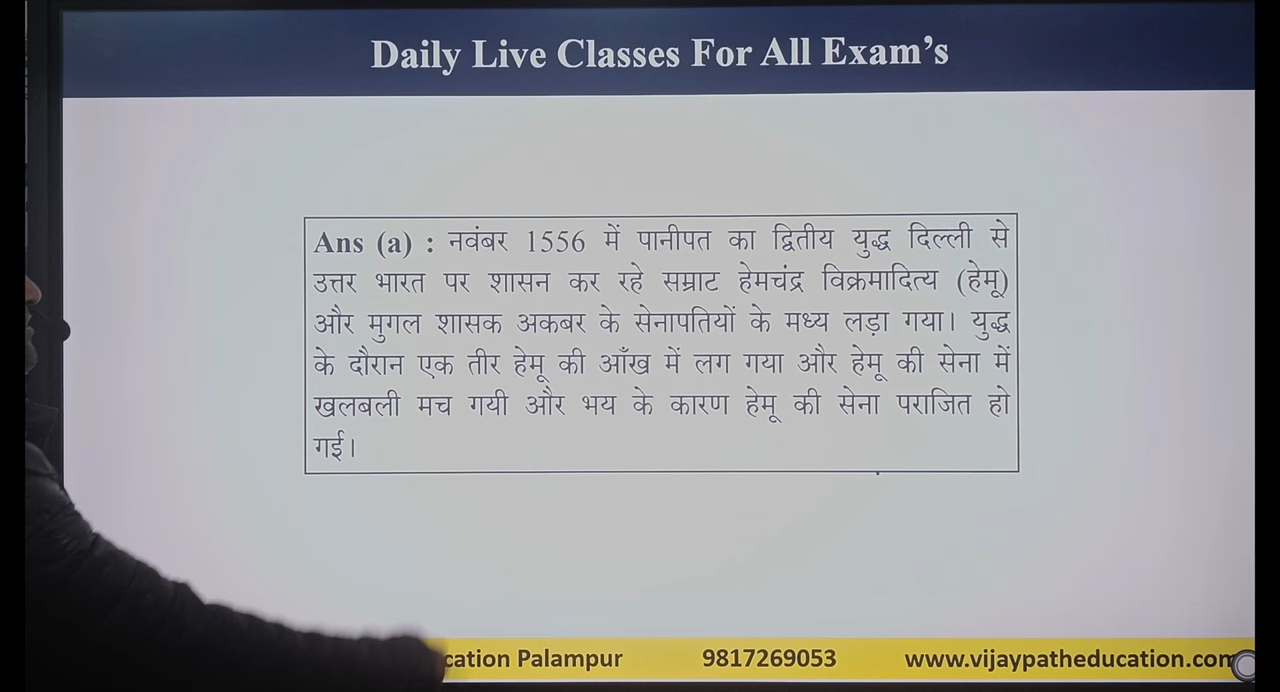 Daily Live Classes For All Exam's
Ans (a) : नवंबर 1556 में पानीपत का द्वितीय युद्ध दिल्ली से
उत्तर भारत पर शासन कर रहे सम्राट हेमचंद्र विक्रमादित्य (हेमू)
और मुगल शासक अकबर के सेनापतियों के मध्य लड़ा गया। युद्ध
के दौरान एक तीर हेमू की आँख में लग गया और हेमू की सेना में
खलबली मच गयी और भय के कारण हेमू की सेना पराजित हो
गई।
Palampur 9817269053 www.vijaypatheducation.com